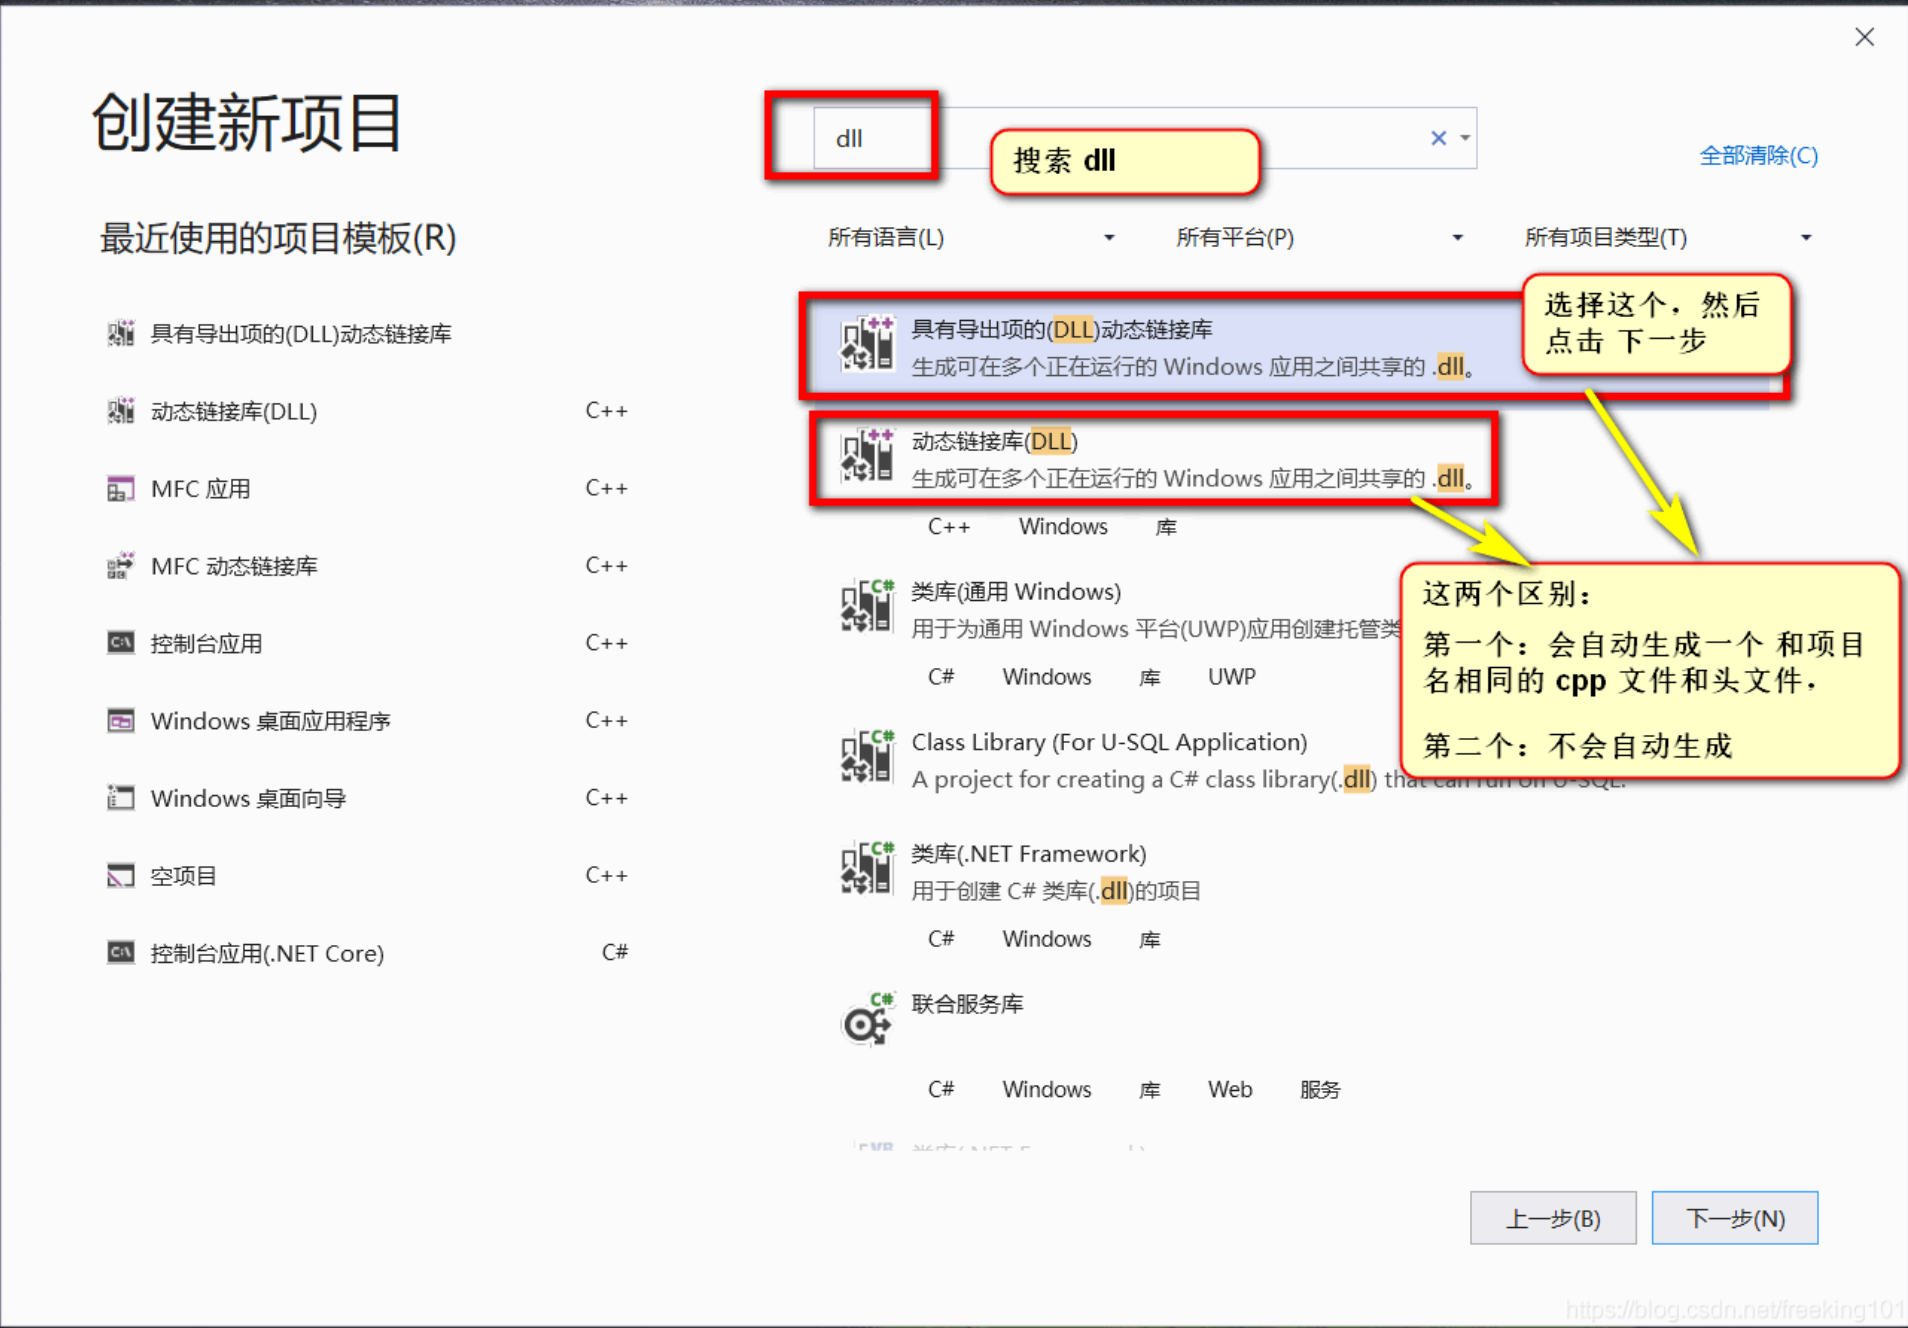 创建新项目
dll
搜索 dll
全部清除(C)
最近使用的项目模板(R)
所有语言(L)
所有平台(P)
所有项目类型(T)
具有导出项的(DLL)动态链接库
动态链接库(DLL) C++
MFC 应用 C++
MFC 动态链接库 C++
控制台应用 C++
Windows 桌面应用程序 C++
Windows 桌面向导 C++
空项目 C++
控制台应用(.NET Core) C#
具有导出项的(DLL)动态链接库
生成可在多个正在运行的 Windows 应用之间共享的 .dll。
选择这个，然后
点击 下一步
动态链接库(DLL)
生成可在多个正在运行的 Windows 应用之间共享的 .dll。
C++ Windows 库
类库(通用 Windows)
用于为通用 Windows 平台(UWP)应用创建托管类
C# Windows 库 UWP
这两个区别：
第一个：会自动生成一个 和项目
名相同的 cpp 文件和头文件，
第二个：不会自动生成
Class Library (For U-SQL Application)
A project for creating a C# class library(.dll) that can run on U-SQL.
类库(.NET Framework)
用于创建 C# 类库(.dll)的项目
C# Windows 库
联合服务库
C# Windows 库 Web 服务
上一步(B)
下一步(N)
https://blog.csdn.net/freeking101